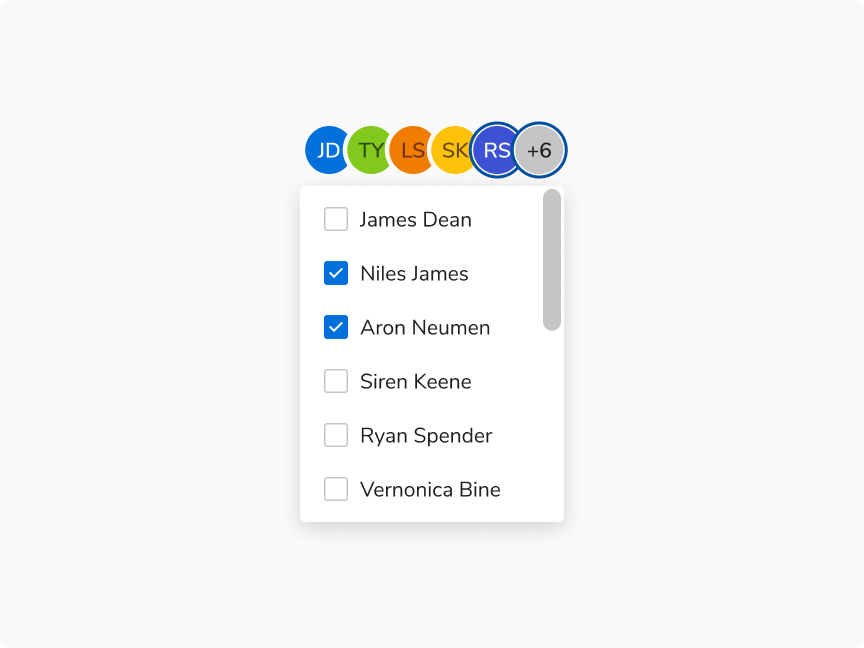 JD TY LS SK RS +6
James Dean
Niles James
Aron Neumen
Siren Keene
Ryan Spender
Vernonica Bine